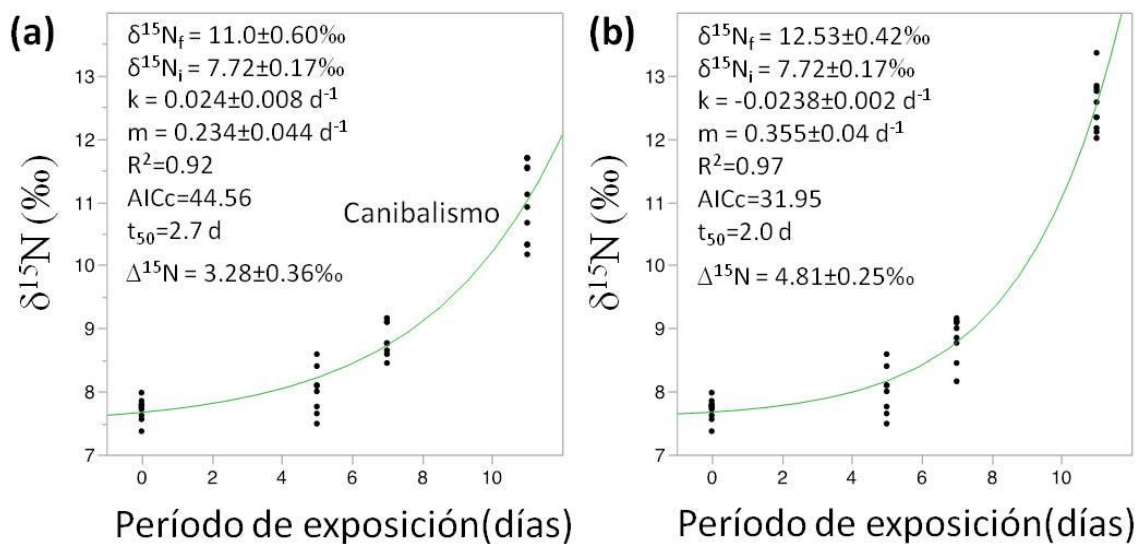 (a)
δ¹⁵N_f = 11.0±0.60‰
δ¹⁵N_i = 7.72±0.17‰
k = 0.024±0.008 d⁻¹
m = 0.234±0.044 d⁻¹
R²=0.92
AICc=44.56
t₅₀=2.7 d
Δ¹⁵N = 3.28±0.36‰
Canibalismo
δ¹⁵N (‰)
13
12
11
10
9
8
7
0 2 4 6 8 10
Período de exposición(días)
(b)
δ¹⁵N_f = 12.53±0.42‰
δ¹⁵N_i = 7.72±0.17‰
k = -0.0238±0.002 d⁻¹
m = 0.355±0.04 d⁻¹
R²=0.97
AICc=31.95
t₅₀=2.0 d
Δ¹⁵N = 4.81±0.25‰
δ¹⁵N (‰)
13
12
11
10
9
8
7
0 2 4 6 8 10
Período de exposición(días)